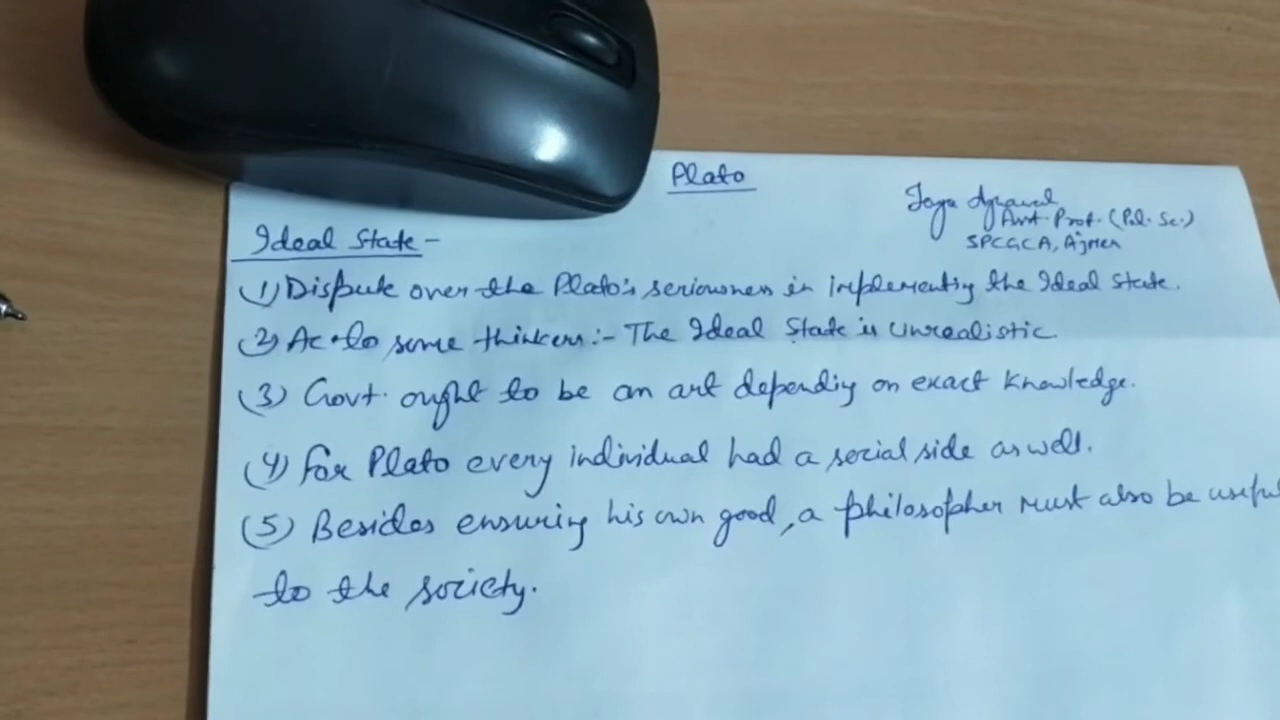 Plato
Jaya Agrawal
Asst. Prof. (Pol. Sc.)
SPCGCA, Ajmer
Ideal State -
(1) Dispute over the Plato's seriousness in implementing the Ideal State.
(2) Ac. to some thinkers :- The Ideal State is Unrealistic
(3) Govt. ought to be an art depending on exact Knowledge.
(4) For Plato every individual had a social side as well.
(5) Besides ensuring his own good, a philosopher must also be useful
to the society.